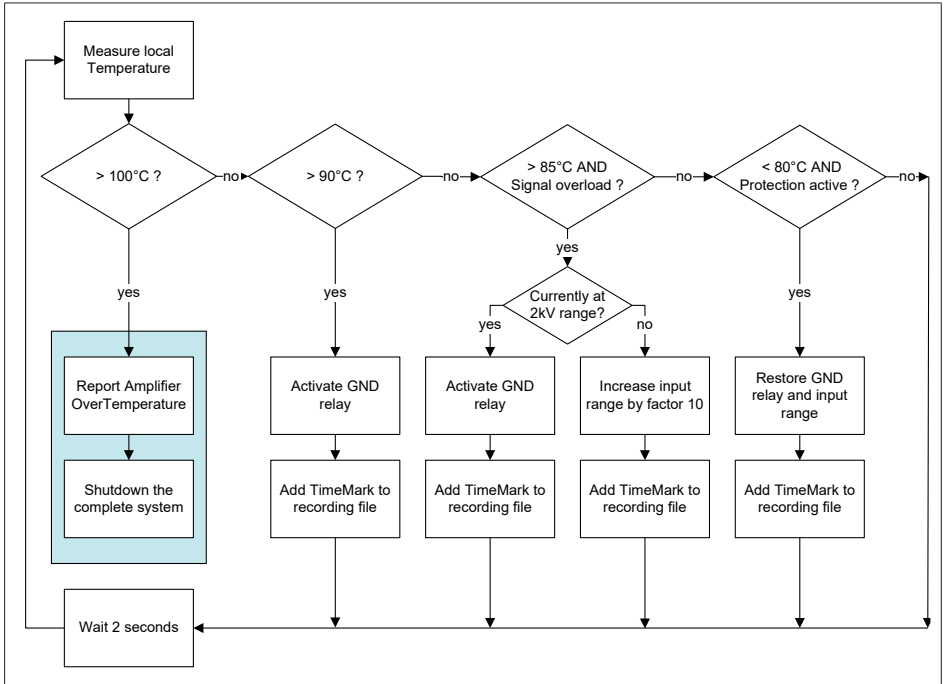 Measure local
Temperature
> 100°C ?
no
> 90°C ?
no
> 85°C AND
Signal overload ?
no
< 80°C AND
Protection active ?
no
yes
yes
yes
Currently at
2kV range?
yes
no
yes
Report Amplifier
OverTemperature
Activate GND
relay
Activate GND
relay
Increase input
range by factor 10
Restore GND
relay and input
range
Shutdown the
complete system
Add TimeMark to
recording file
Add TimeMark to
recording file
Add TimeMark to
recording file
Add TimeMark to
recording file
Wait 2 seconds